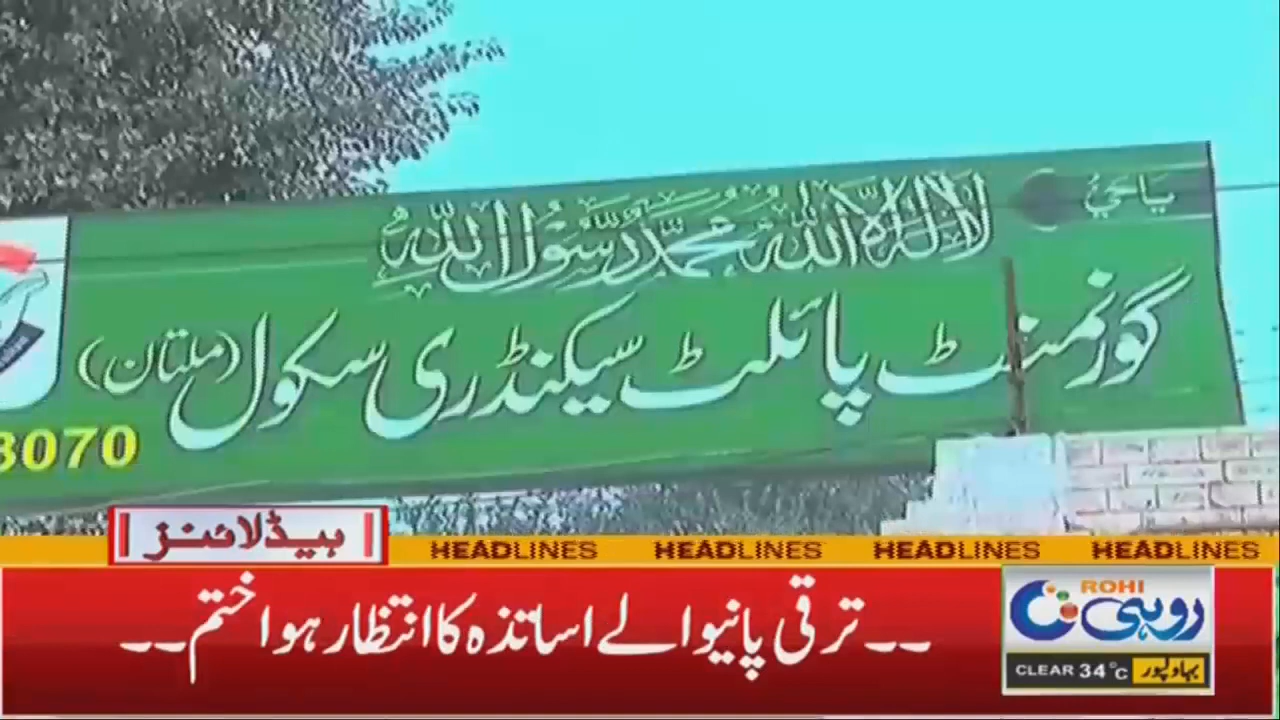 یا حیُّ
لا الہ الا اللہ محمد رسول اللہ
گورنمنٹ پائلٹ سیکنڈری سکول (ملتان)
3070
ہیڈلائنز
HEADLINES HEADLINES HEADLINES HEADLINES
۔۔ ترقی پانیوالے اساتذہ کا انتظار ہوا ختم ۔۔
ROHI
روہی
CLEAR 34°C بہاولپور